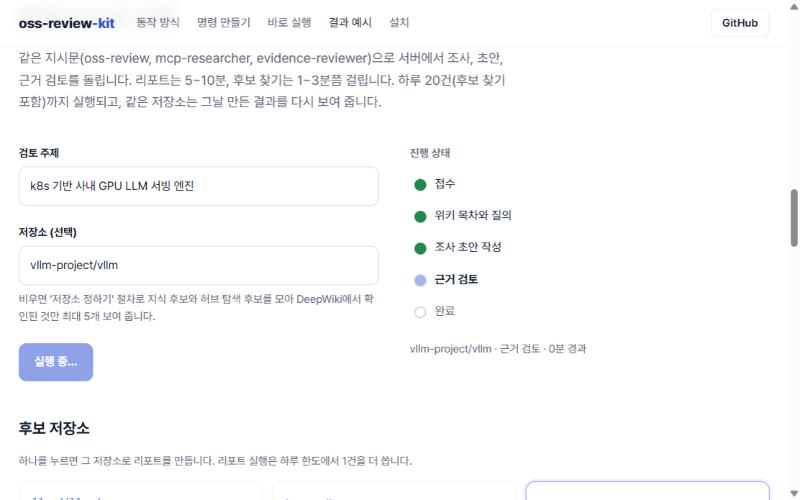 oss-review-kit
동작 방식
명령 만들기
바로 실행
결과 예시
설치
GitHub
같은 지시문(oss-review, mcp-researcher, evidence-reviewer)으로 서버에서 조사, 초안,
근거 검토를 돌립니다. 리포트는 5~10분, 후보 찾기는 1~3분쯤 걸립니다. 하루 20건(후보 찾기
포함)까지 실행되고, 같은 저장소는 그날 만든 결과를 다시 보여 줍니다.
검토 주제
k8s 기반 사내 GPU LLM 서빙 엔진
저장소 (선택)
vllm-project/vllm
비우면 '저장소 정하기' 절차로 지식 후보와 허브 탐색 후보를 모아 DeepWiki에서 확
인된 것만 최대 5개 보여 줍니다.
실행 중...
진행 상태
접수
위키 목차와 질의
조사 초안 작성
근거 검토
완료
vllm-project/vllm · 근거 검토 · 0분 경과
후보 저장소
하나를 누르면 그 저장소로 리포트를 만듭니다. 리포트 실행은 하루 한도에서 1건을 더 씁니다.